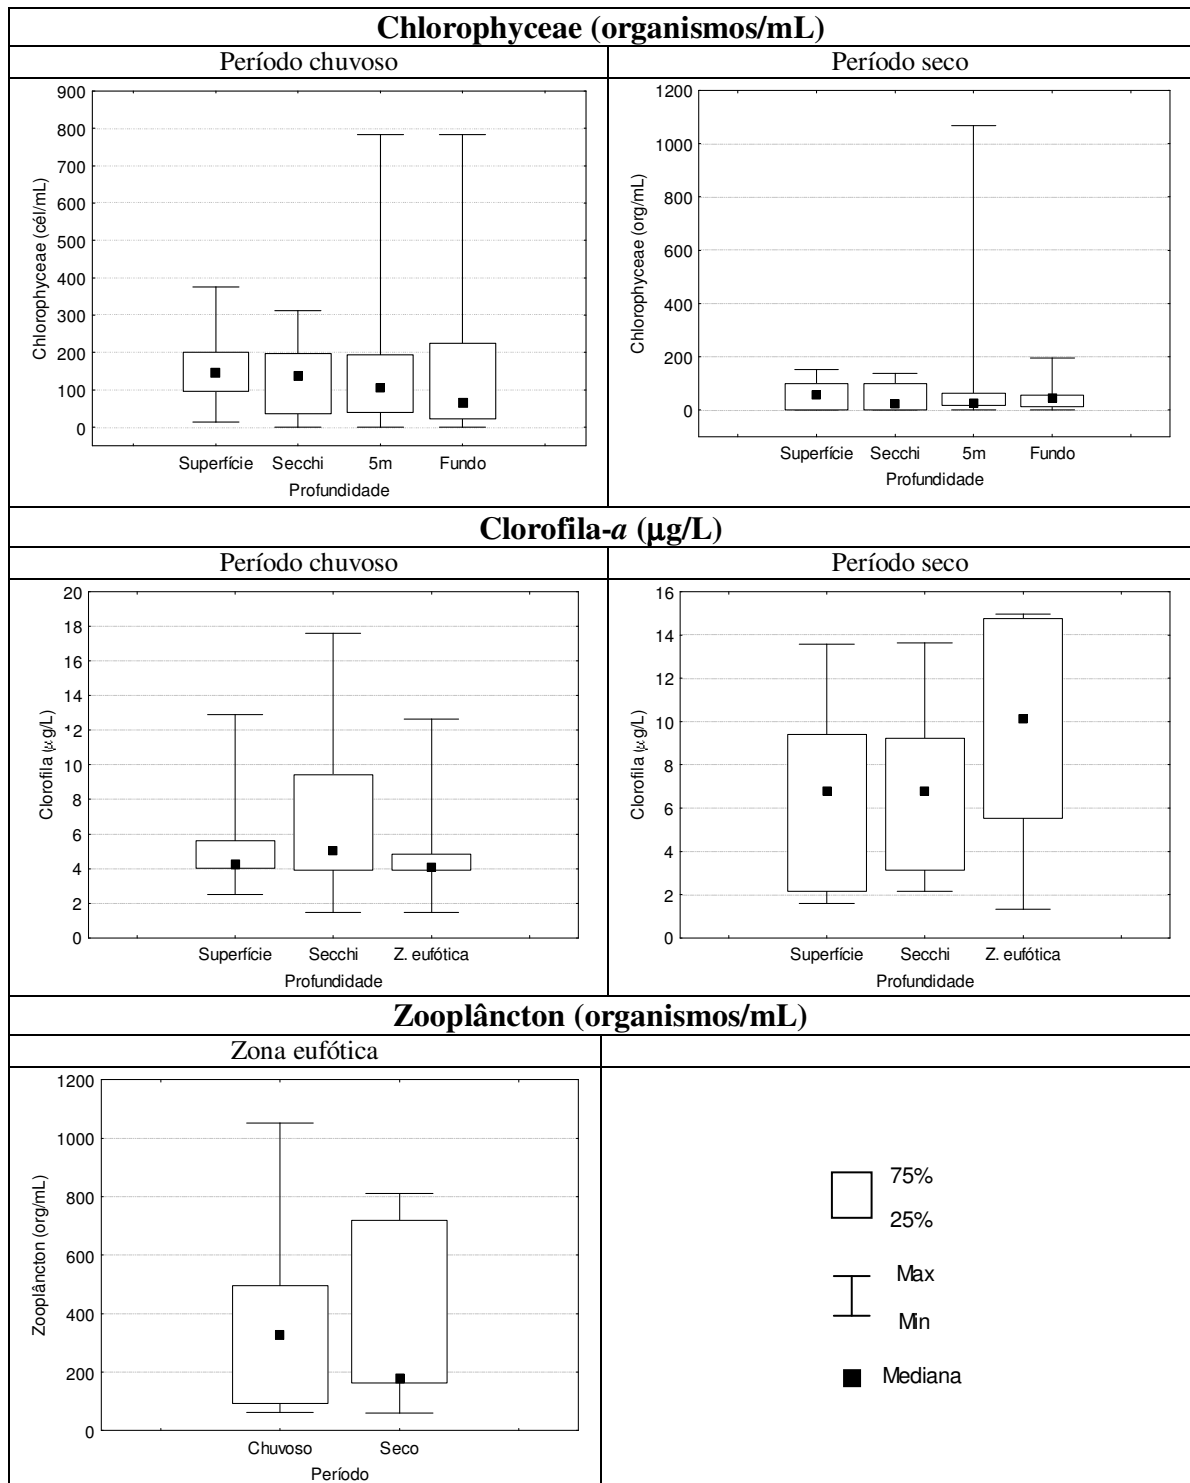 Chlorophyceae (organismos/mL)
Período chuvoso
Período seco
900
800
700
600
500
400
300
200
100
0
Chlorophyceae (cél/mL)
Superfície Secchi 5m Fundo
Profundidade
1200
1000
800
600
400
200
0
Chlorophyceae (org/mL)
Superfície Secchi 5m Fundo
Profundidade
Clorofila-a (µg/L)
Período chuvoso
Período seco
20
18
16
14
12
10
8
6
4
2
0
Clorofila (µg/L)
Superfície Secchi Z. eufótica
Profundidade
16
14
12
10
8
6
4
2
0
Clorofila (µg/L)
Superfície Secchi Z. eufótica
Profundidade
Zooplâncton (organismos/mL)
Zona eufótica
1200
1000
800
600
400
200
0
Zooplâncton (org/mL)
Chuvoso Seco
Período
75%
25%
Max
Min
Mediana